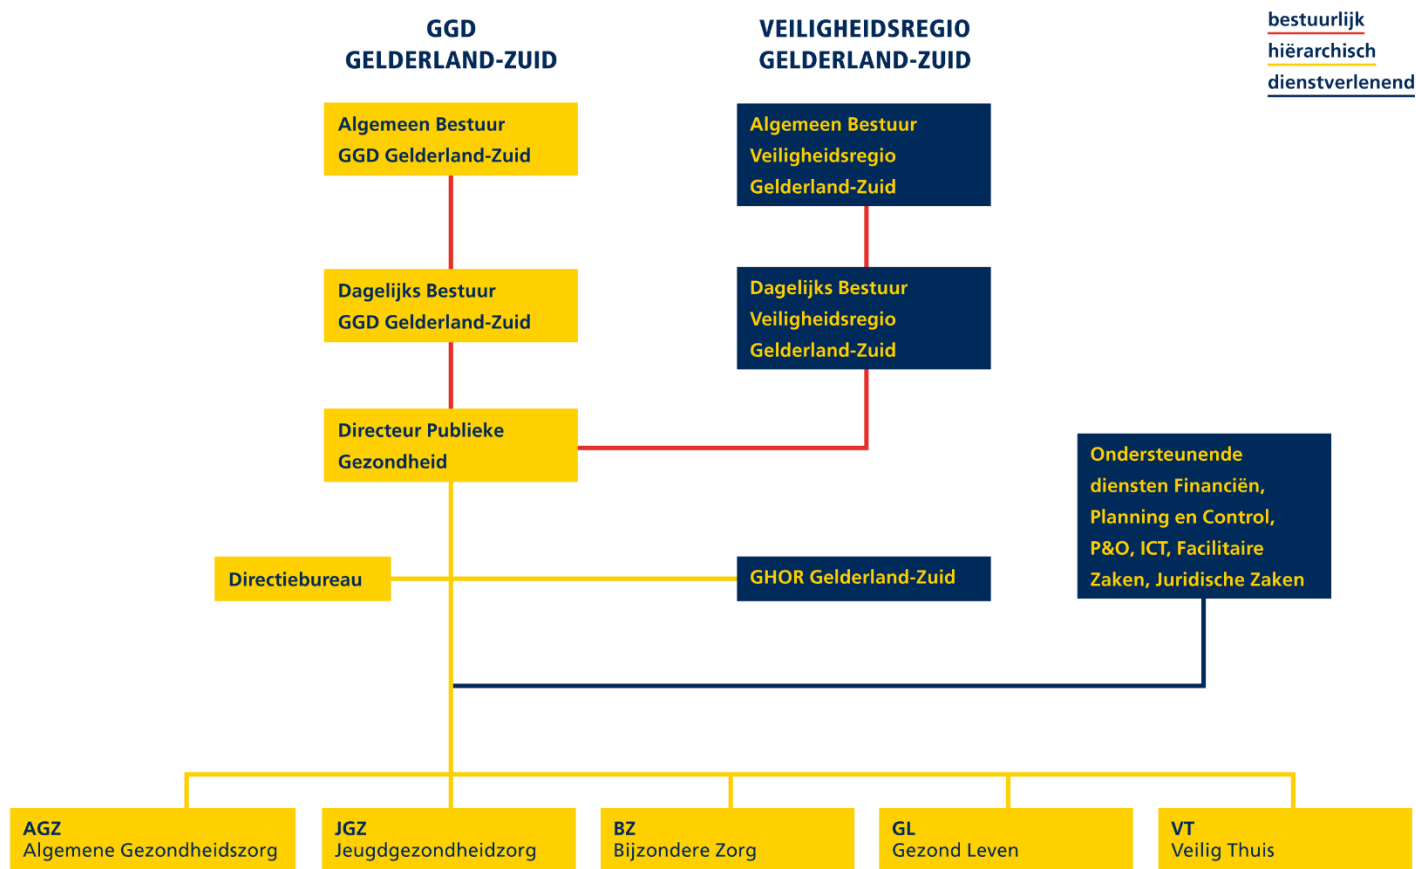 GGD
GELDERLAND-ZUID
VEILIGHEIDSREGIO
GELDERLAND-ZUID
bestuurlijk
hiërarchisch
dienstverlenend
Algemeen Bestuur
GGD Gelderland-Zuid
Algemeen Bestuur
Veiligheidsregio
Gelderland-Zuid
Dagelijks Bestuur
GGD Gelderland-Zuid
Dagelijks Bestuur
Veiligheidsregio
Gelderland-Zuid
Directeur Publieke
Gezondheid
Ondersteunende
diensten Financiën,
Planning en Control,
P&O, ICT, Facilitaire
Zaken, Juridische Zaken
Directiebureau
GHOR Gelderland-Zuid
AGZ
Algemene Gezondheidszorg
JGZ
Jeugdgezondheidzorg
BZ
Bijzondere Zorg
GL
Gezond Leven
VT
Veilig Thuis